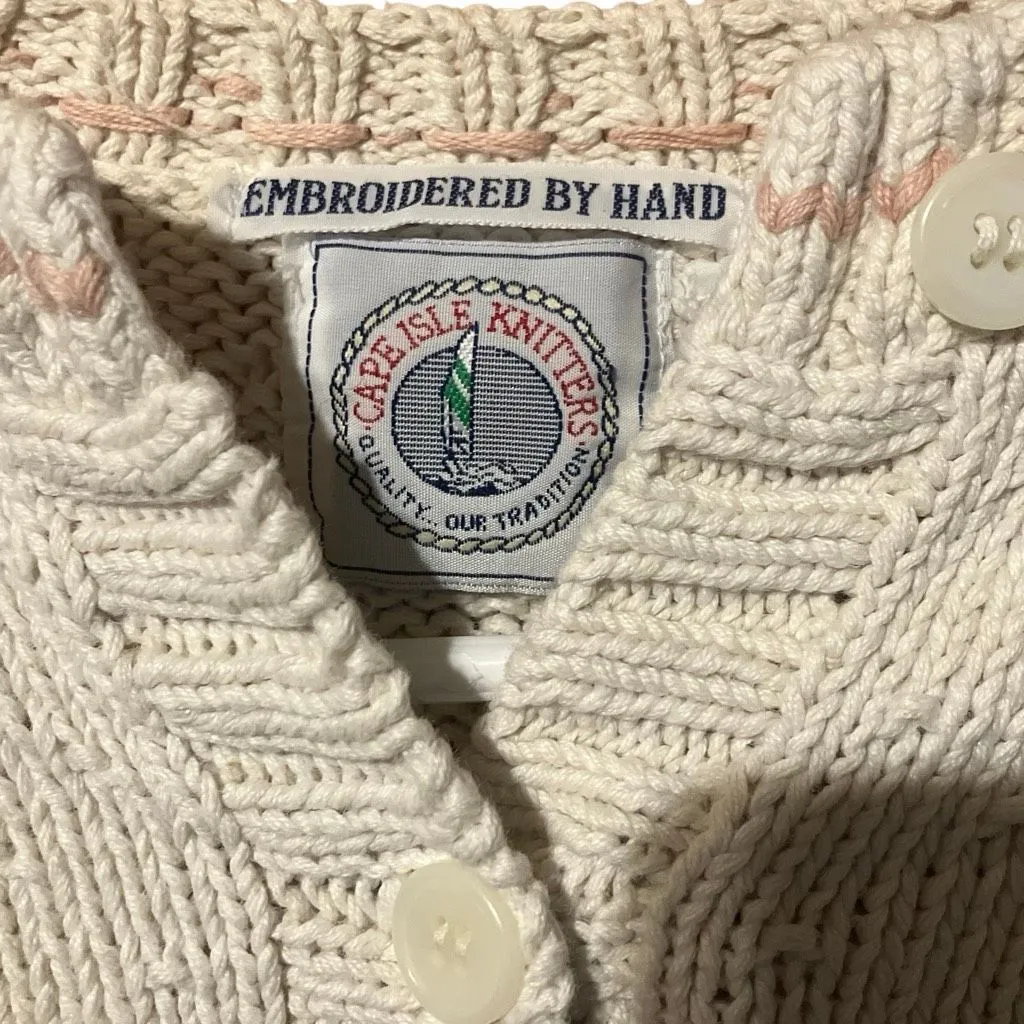 EMBROIDERED BY HAND
·CAPE ISLE KNITTERS·
QUALITY.. OUR TRADITION